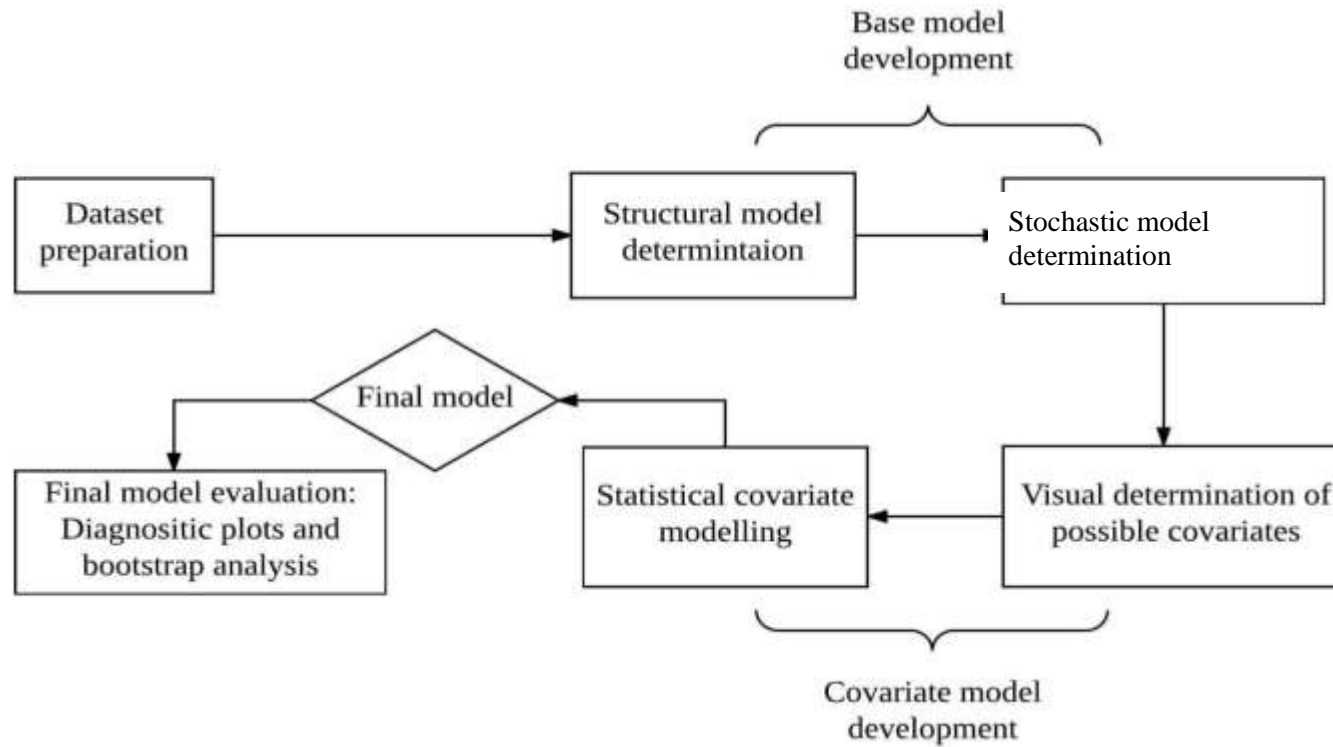 Base model
development
Dataset
preparation
Structural model
determintaion
Stochastic model
determination
Final model
Final model evaluation:
Diagnositic plots and
bootstrap analysis
Statistical covariate
modelling
Visual determination of
possible covariates
Covariate model
development